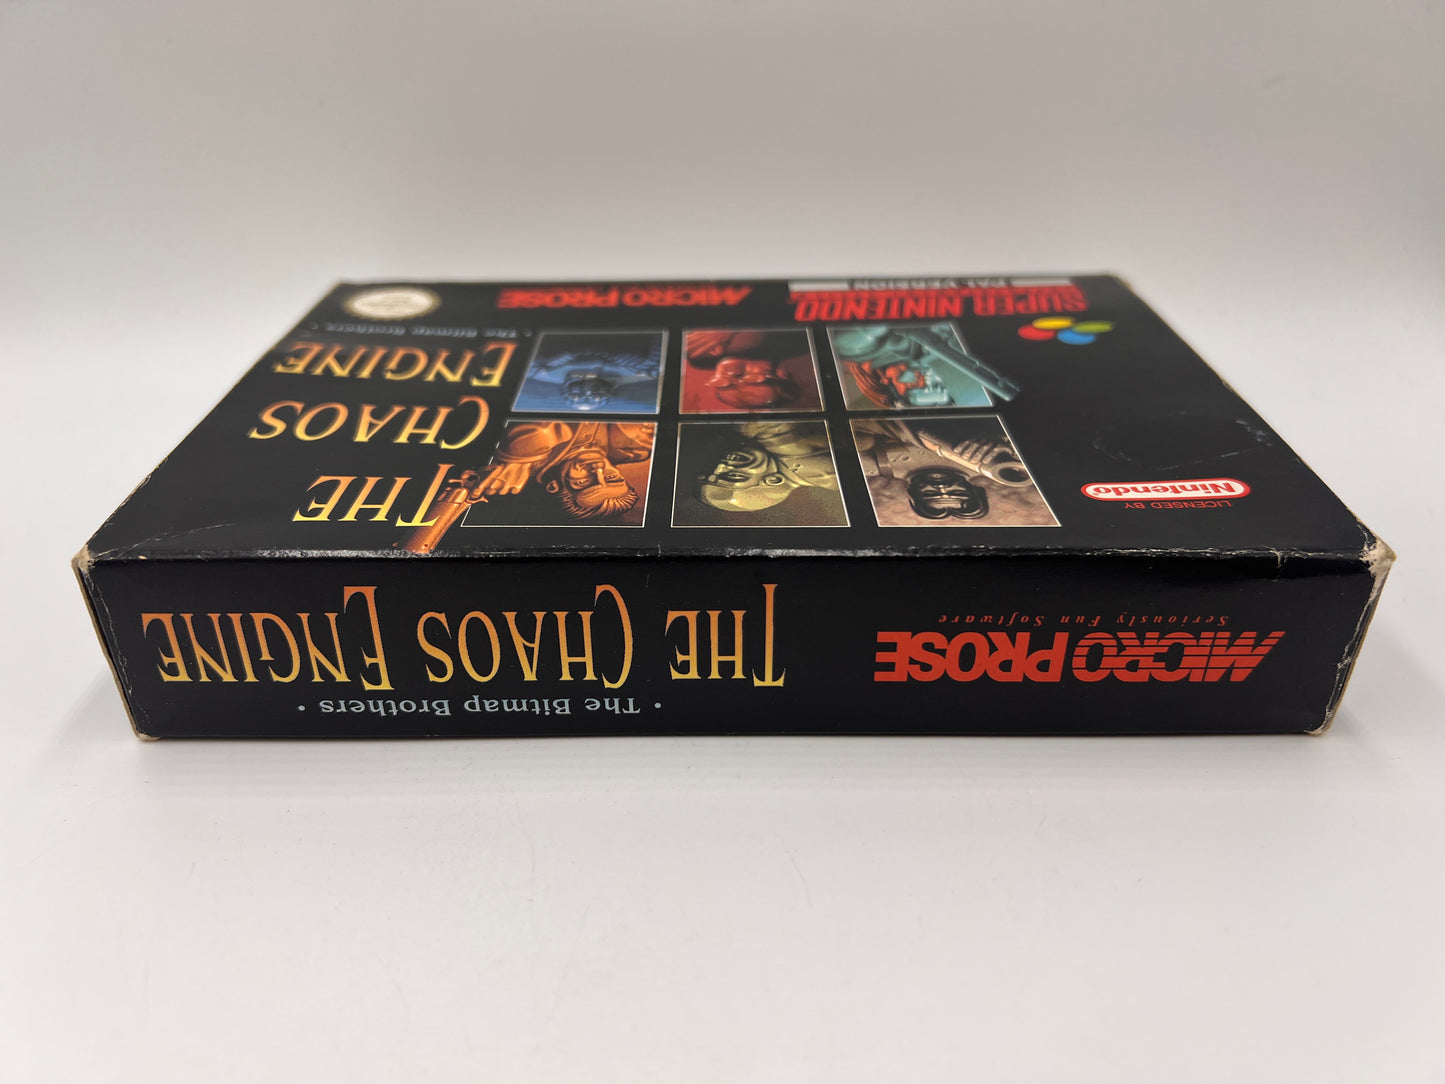 SUPER NINTENDO
PAL VERSION
MICRO PROSE
• The Bitmap Brothers •
THE
CHAOS
ENGINE
LICENSED BY
Nintendo
MICRO PROSE
Seriously Fun Software
THE CHAOS ENGINE
• The Bitmap Brothers •